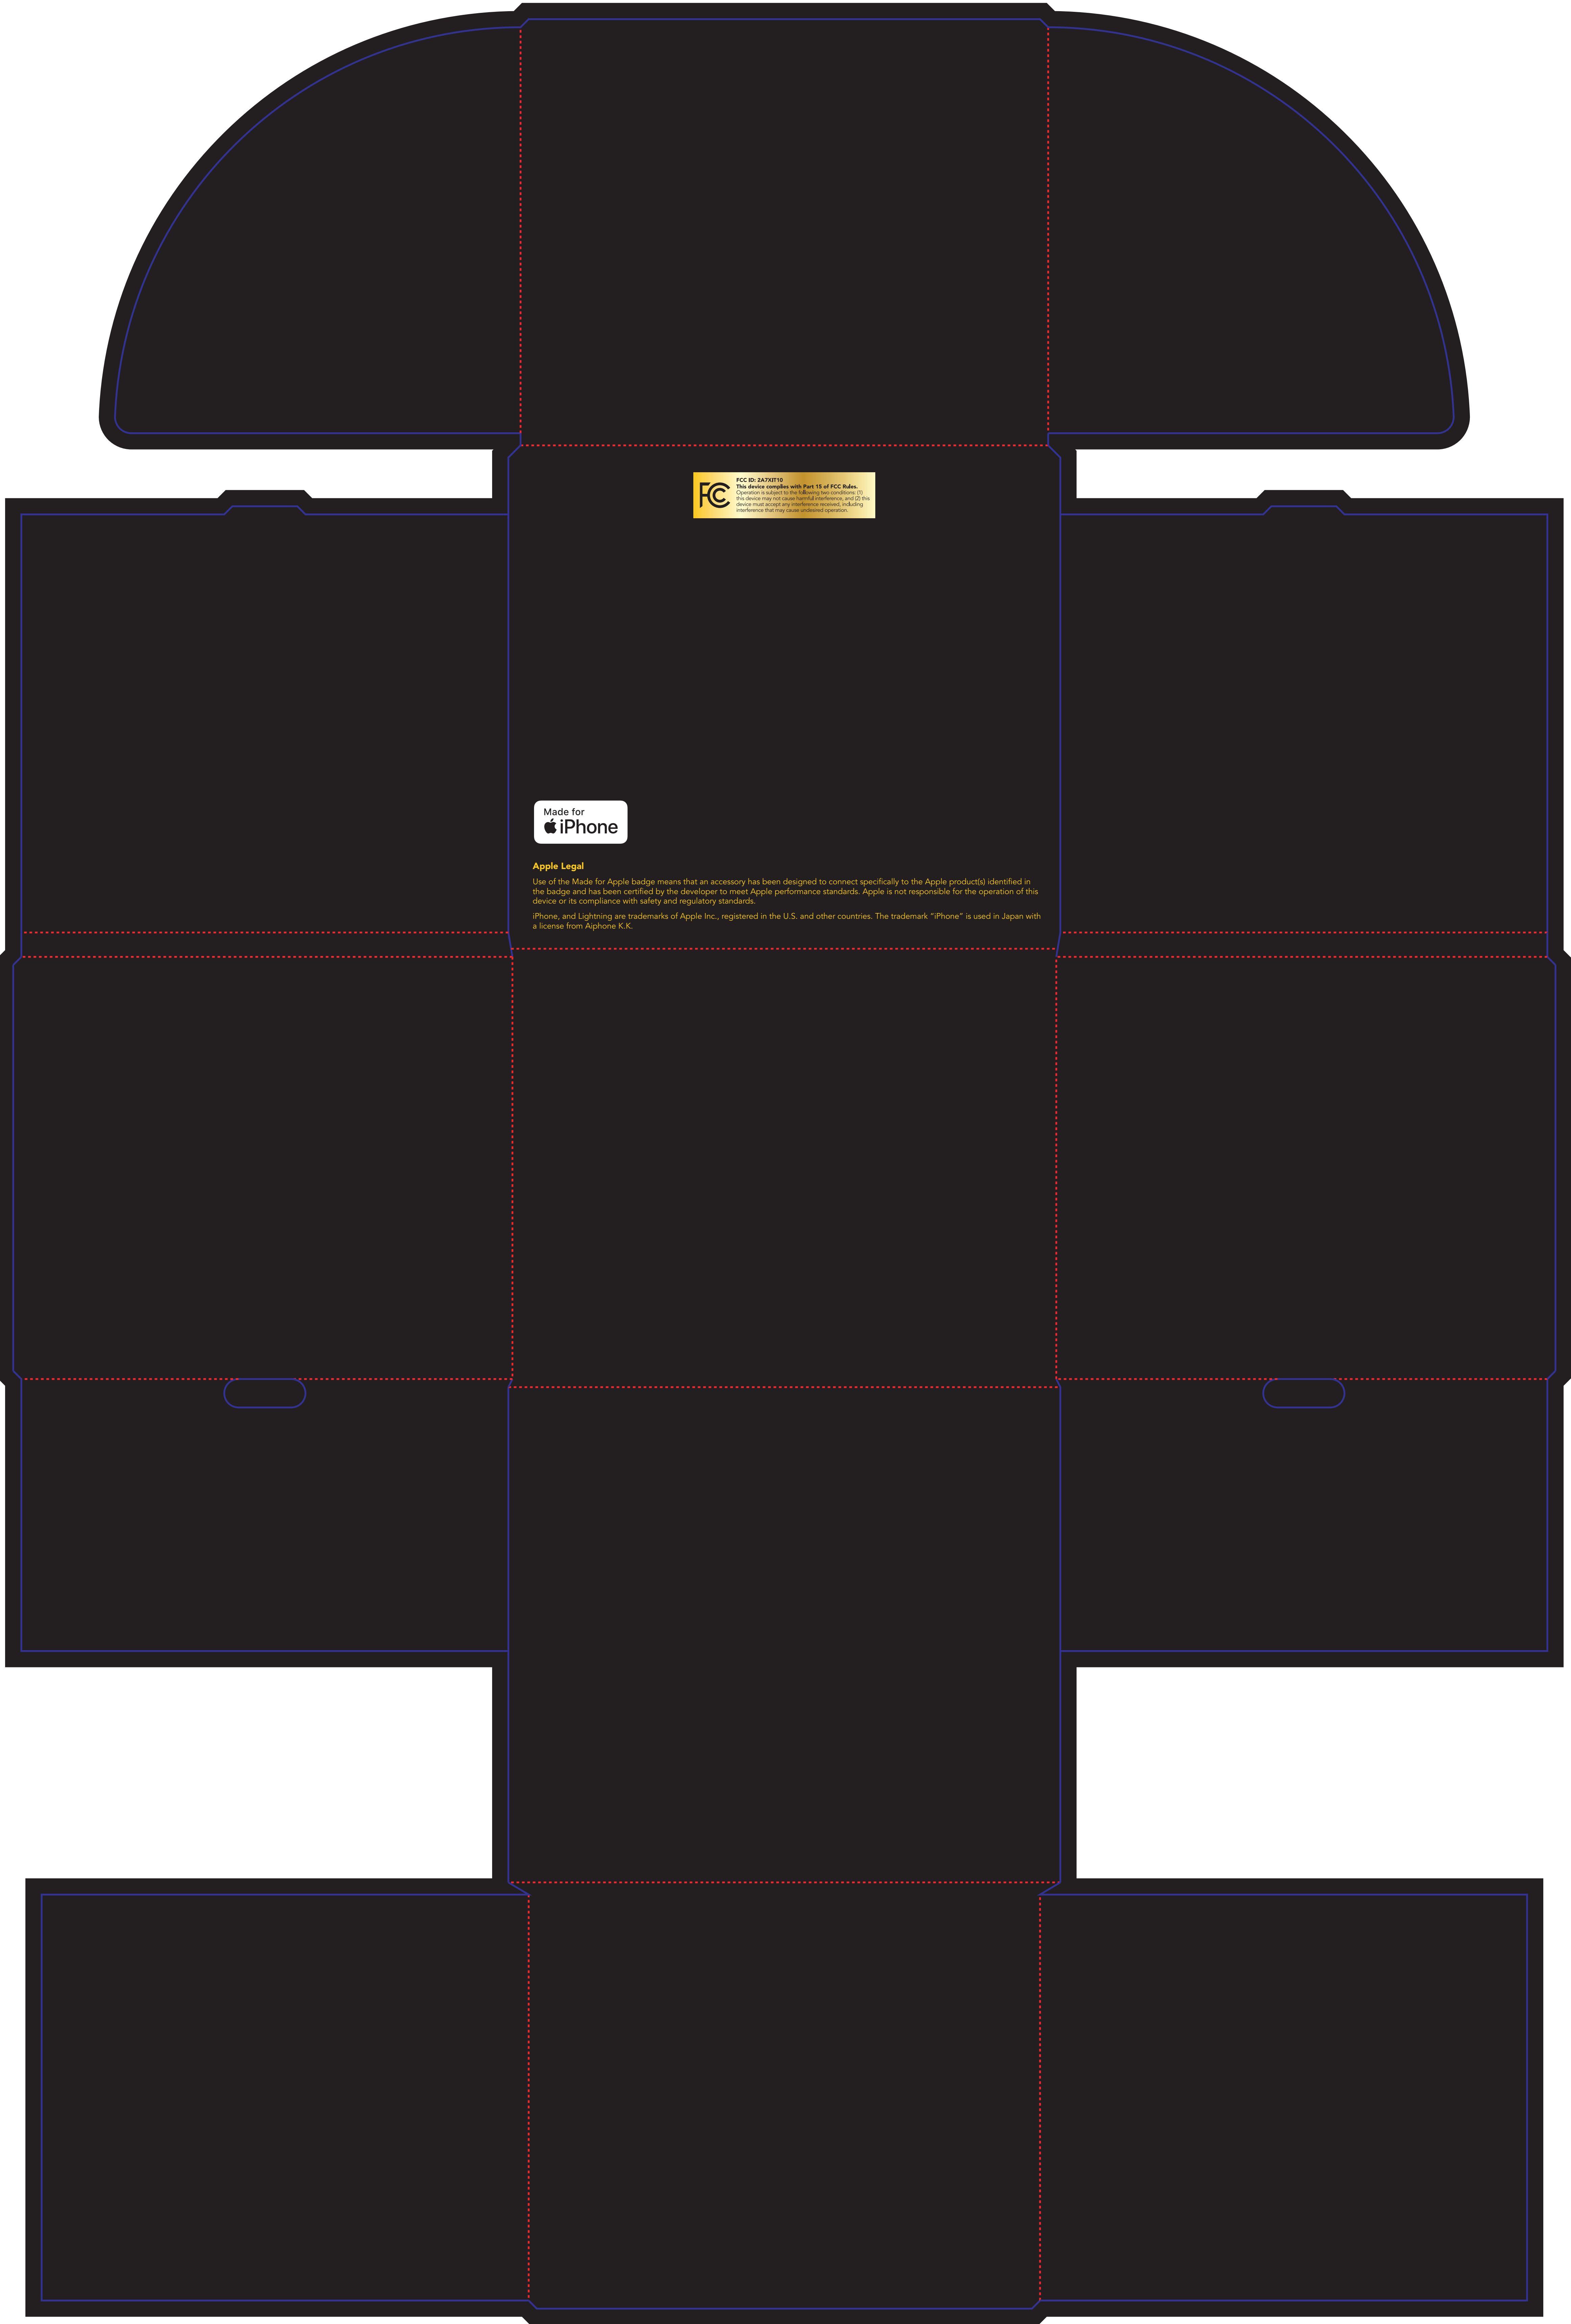 FCC ID: 2A7XIT10
This device complies with Part 15 of FCC Rules.
Operation is subject to the following two conditions: (1)
this device may not cause harmful interference, and (2) this
device must accept any interference received, including
interference that may cause undesired operation.
Made for
iPhone
Apple Legal
Use of the Made for Apple badge means that an accessory has been designed to connect specifically to the Apple product(s) identified in
the badge and has been certified by the developer to meet Apple performance standards. Apple is not responsible for the operation of this
device or its compliance with safety and regulatory standards.
iPhone, and Lightning are trademarks of Apple Inc., registered in the U.S. and other countries. The trademark “iPhone” is used in Japan with
a license from Aiphone K.K.